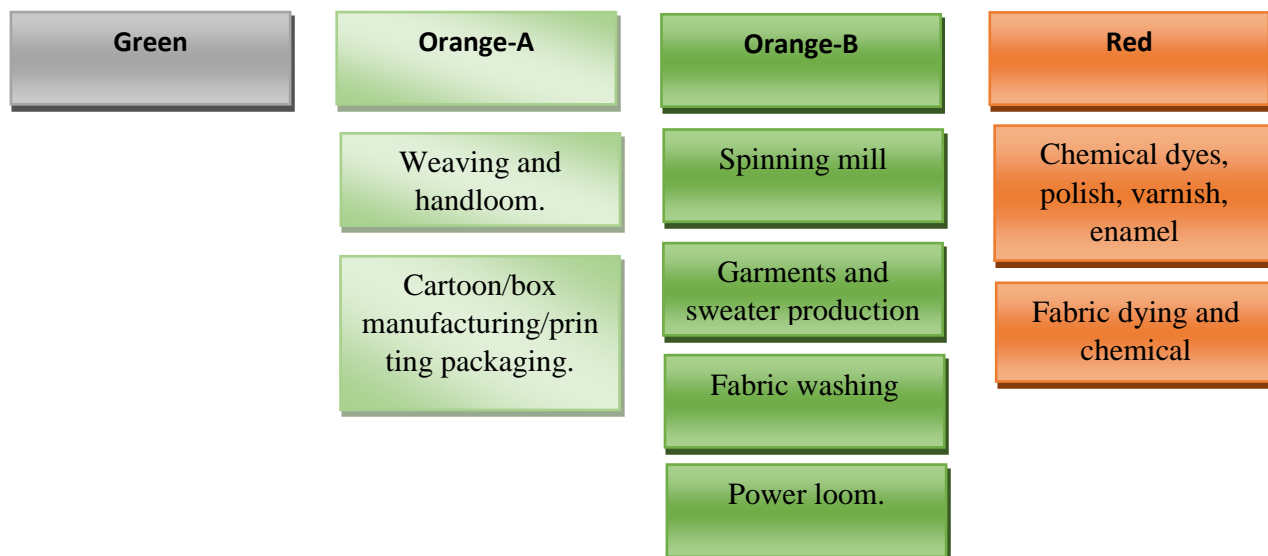 Green
Orange-A
Orange-B
Red
Weaving and
handloom.
Cartoon/box
manufacturing/prin
ting packaging.
Spinning mill
Garments and
sweater production
Fabric washing
Power loom.
Chemical dyes,
polish, varnish,
enamel
Fabric dying and
chemical